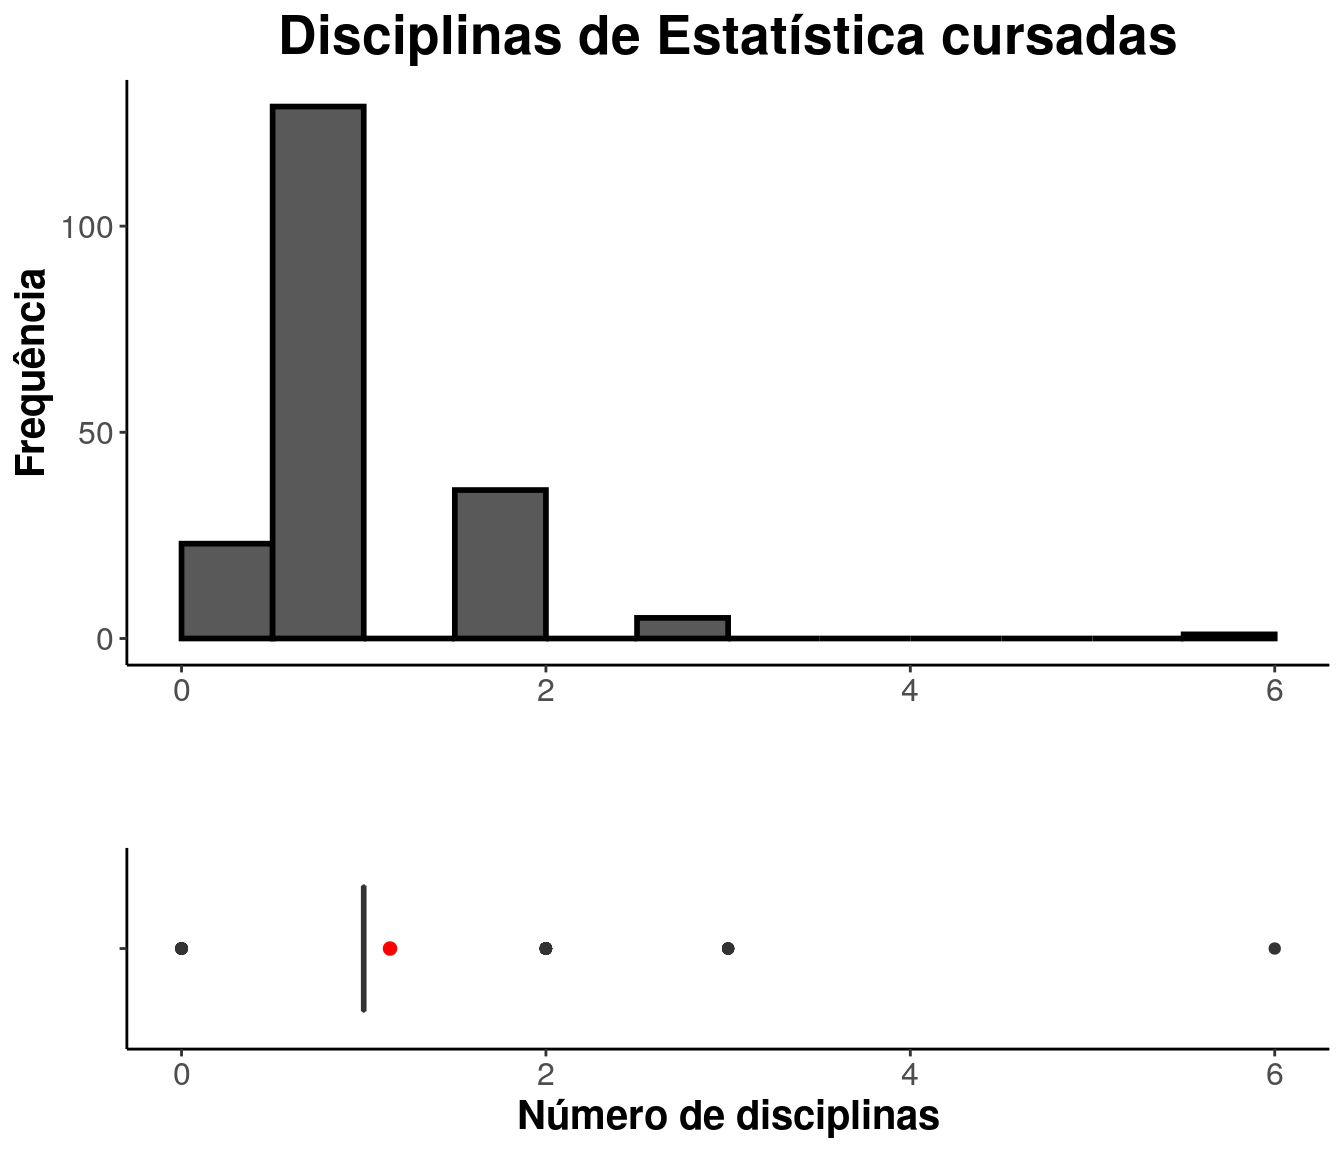 Disciplinas de Estatística cursadas
Frequência
100
50
0
0 2 4 6
0 2 4 6
Número de disciplinas